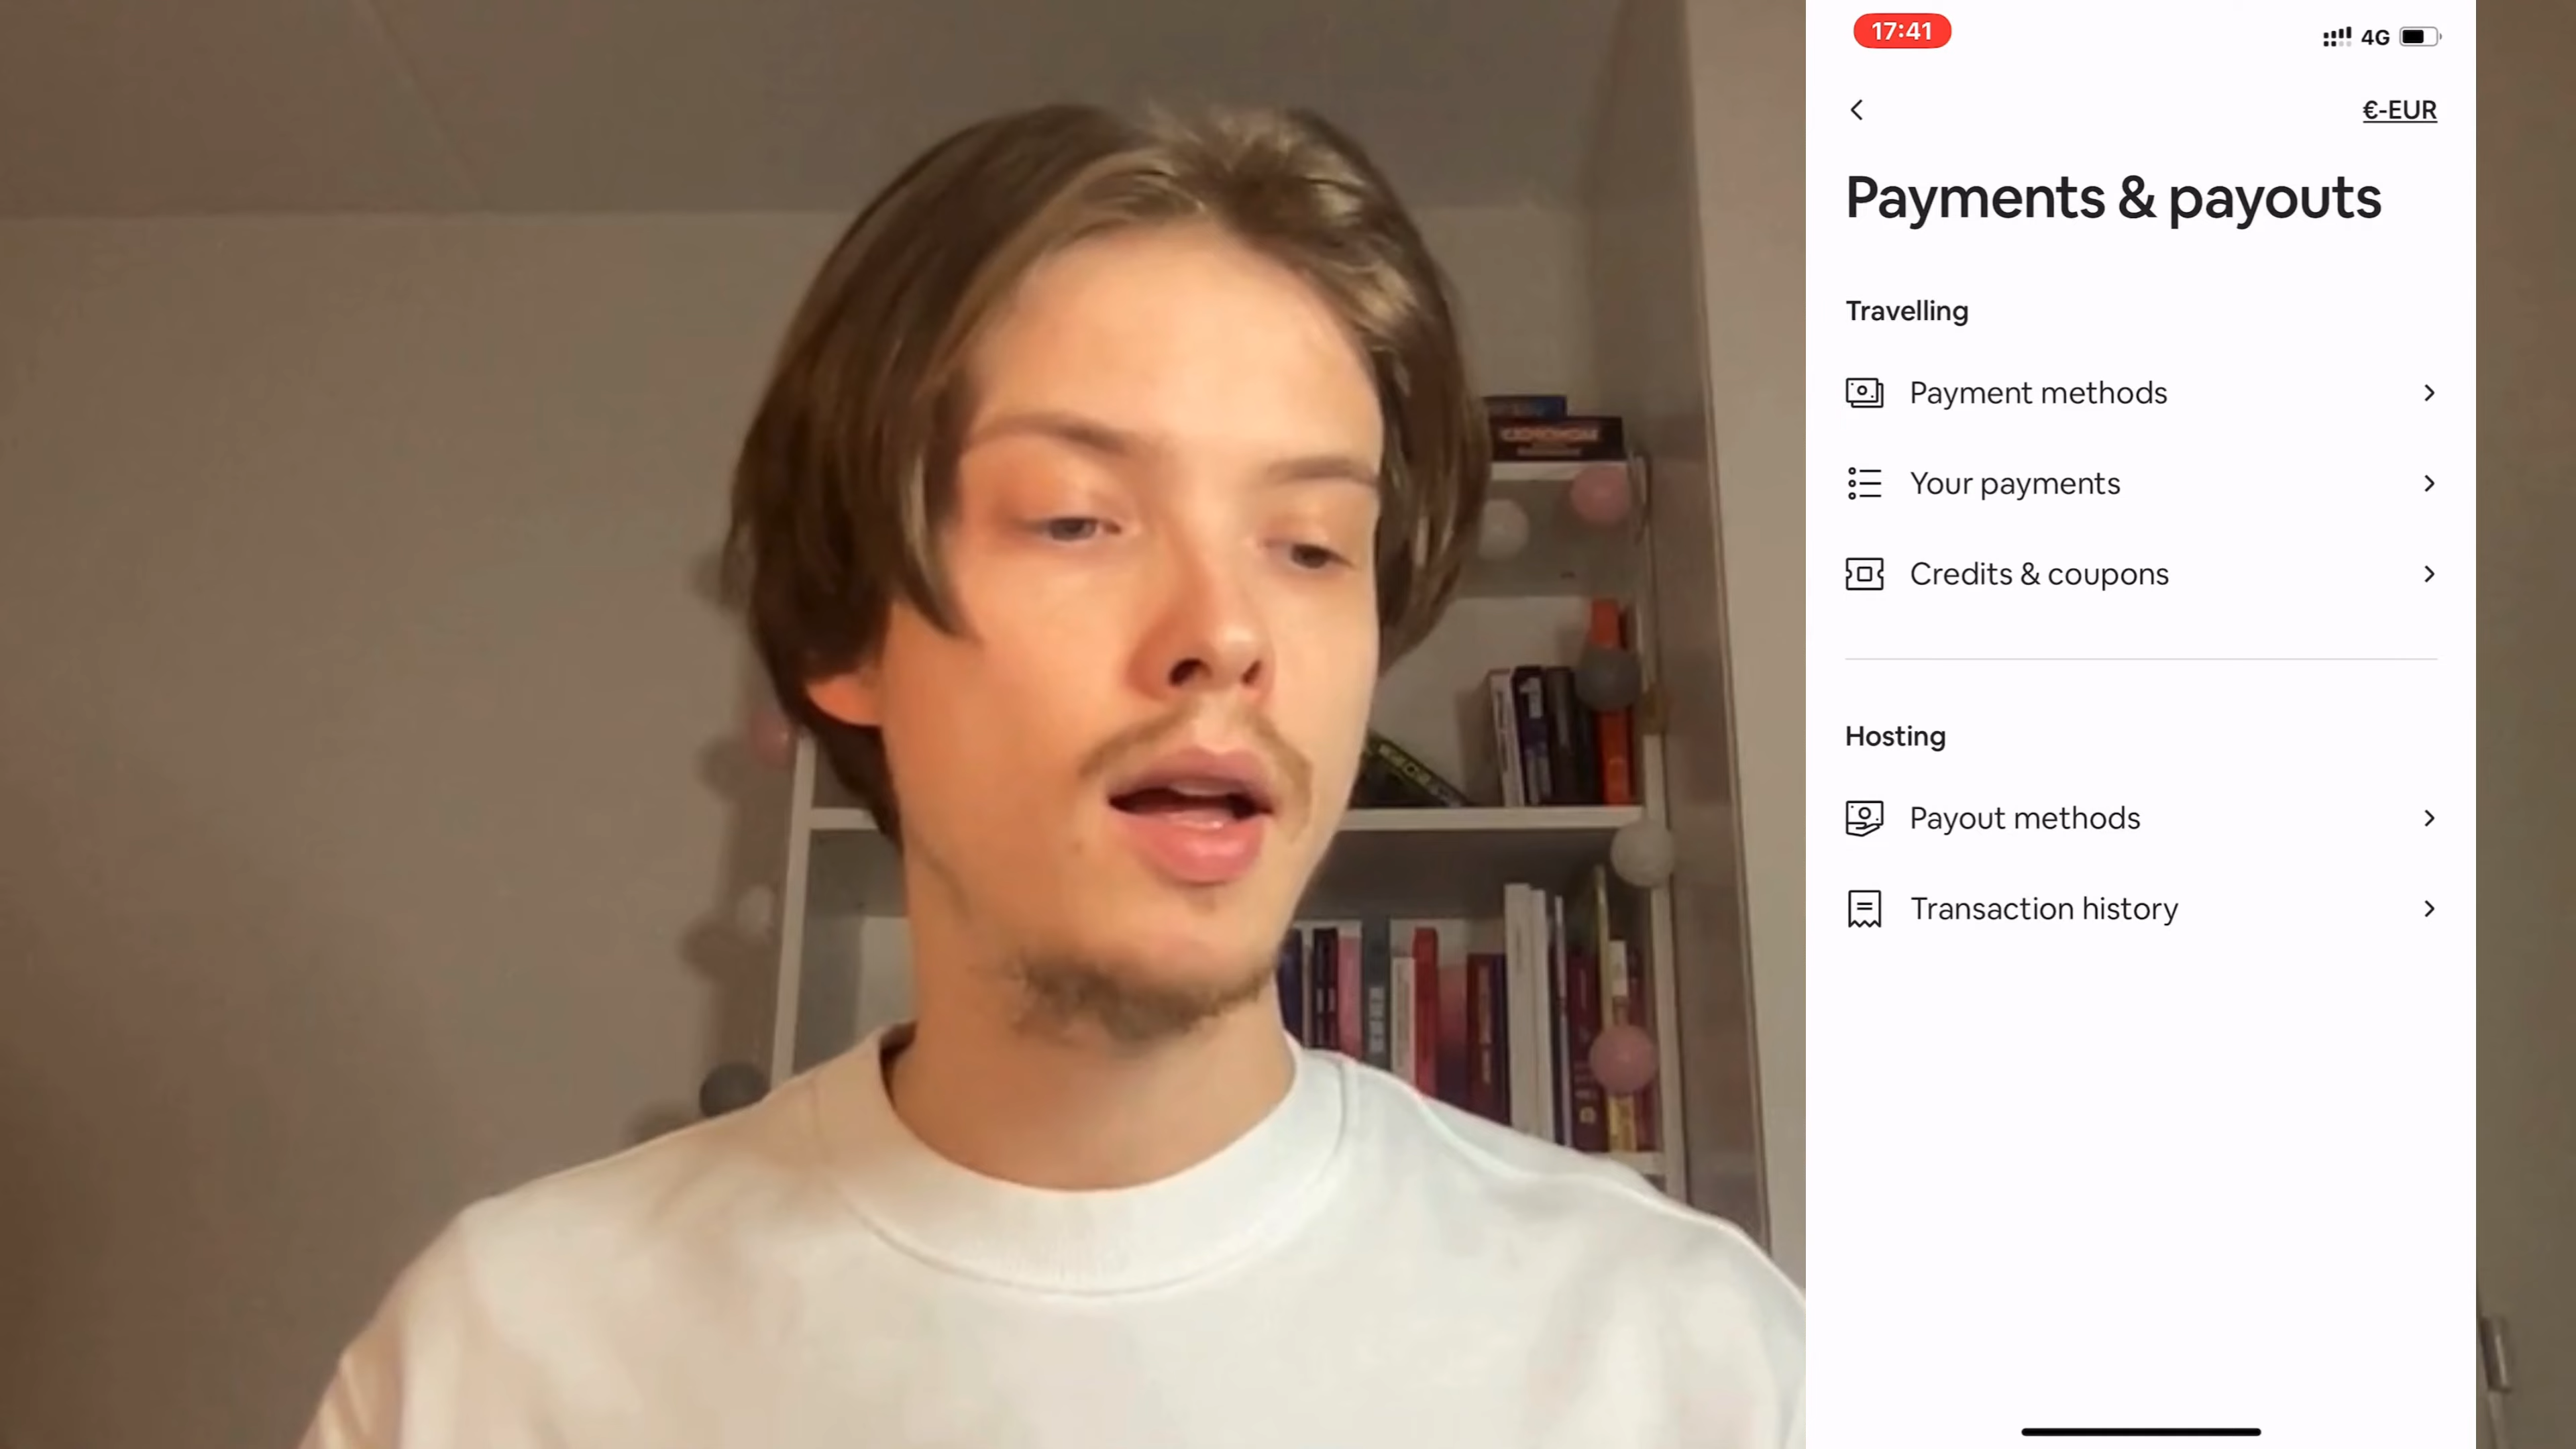 17:41
4G
€-EUR
Payments & payouts
Travelling
Payment methods
Your payments
Credits & coupons
Hosting
Payout methods
Transaction history